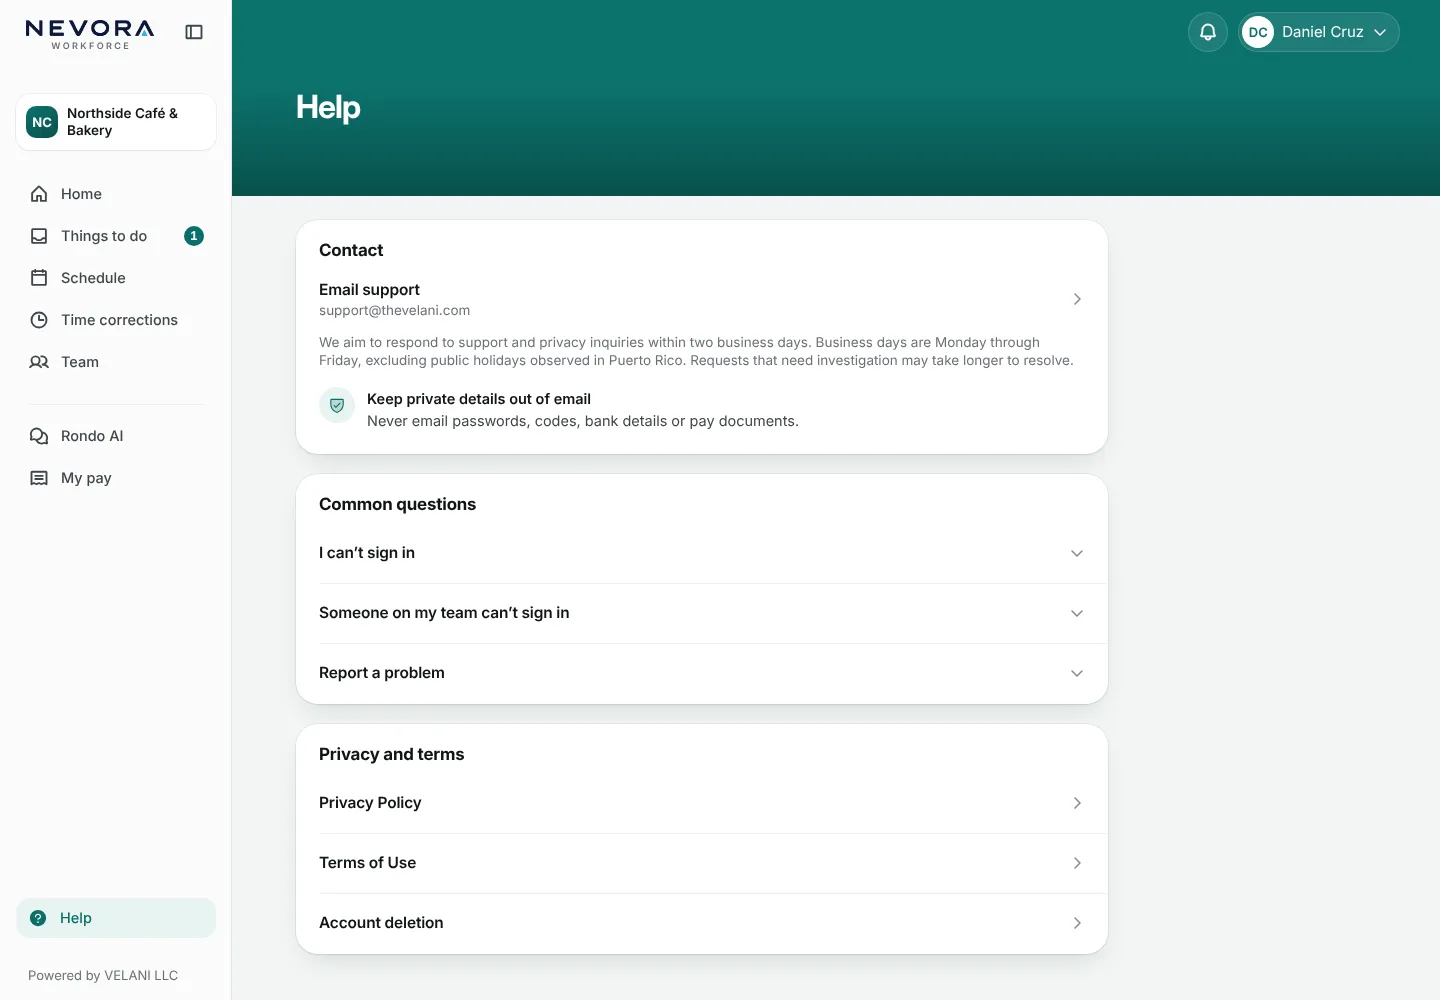 NEVORA
WORKFORCE
NC
Northside Café &
Bakery
Home
Things to do
1
Schedule
Time corrections
Team
Rondo AI
My pay
Help
Powered by VELANI LLC
DC
Daniel Cruz
Help
Contact
Email support
support@thevelani.com
We aim to respond to support and privacy inquiries within two business days. Business days are Monday through
Friday, excluding public holidays observed in Puerto Rico. Requests that need investigation may take longer to resolve.
Keep private details out of email
Never email passwords, codes, bank details or pay documents.
Common questions
I can’t sign in
Someone on my team can’t sign in
Report a problem
Privacy and terms
Privacy Policy
Terms of Use
Account deletion